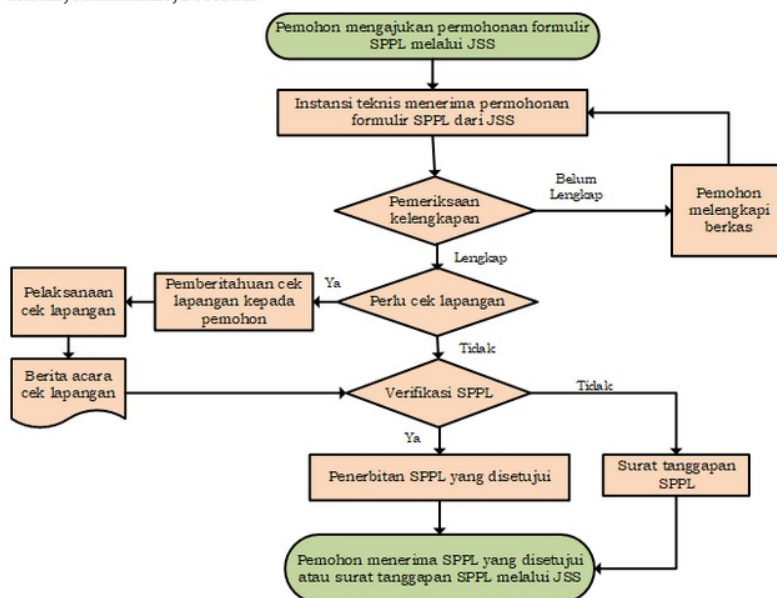 Pemohon mengajukan permohonan formulir
SPPL melalui JSS
Instansi teknis menerima permohonan
formulir SPPL dari JSS
Pemeriksaan
kelengkapan
Belum
Lengkap
Pemohon
melengkapi
berkas
Lengkap
Perlu cek lapangan
Ya
Pemberitahuan cek
lapangan kepada
pemohon
Pelaksanaan
cek lapangan
Berita acara
cek lapangan
Tidak
Verifikasi SPPL
Tidak
Ya
Penerbitan SPPL yang disetujui
Surat tanggapan
SPPL
Pemohon menerima SPPL yang disetujui
atau surat tanggapan SPPL melalui JSS